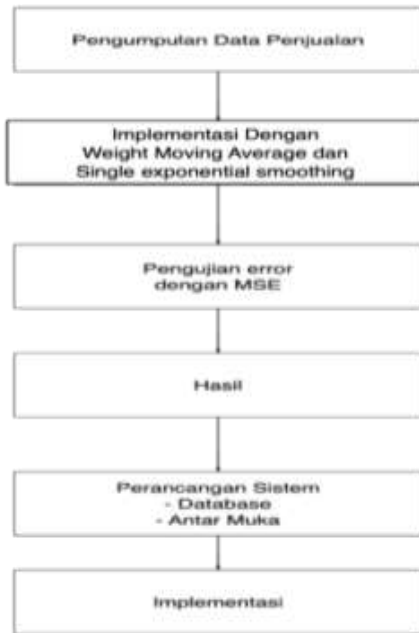 Pengumpulan Data Penjualan
Implementasi Dengan
Weight Moving Average dan
Single exponential smoothing
Pengujian error
dengan MSE
Hasil
Perancangan Sistem
- Database
- Antar Muka
Implementasi